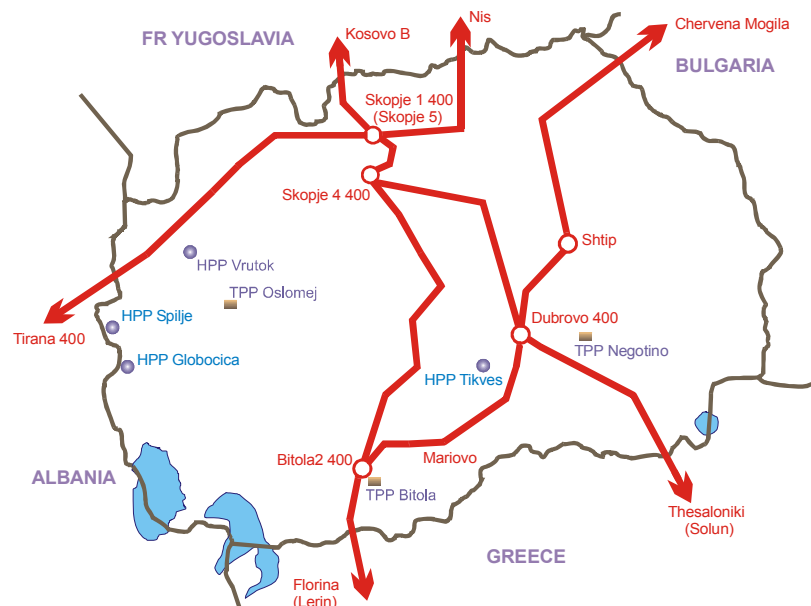 Nis
Chervena Mogila
FR YUGOSLAVIA
Kosovo B
BULGARIA
Skopje 1 400
(Skopje 5)
Skopje 4 400
Shtip
HPP Vrutok
TPP Oslomej
HPP Spilje
Tirana 400
Dubrovo 400
TPP Negotino
HPP Globocica
HPP Tikves
Bitola2 400
Mariovo
ALBANIA
TPP Bitola
Thesaloniki
(Solun)
GREECE
Florina
(Lerin)